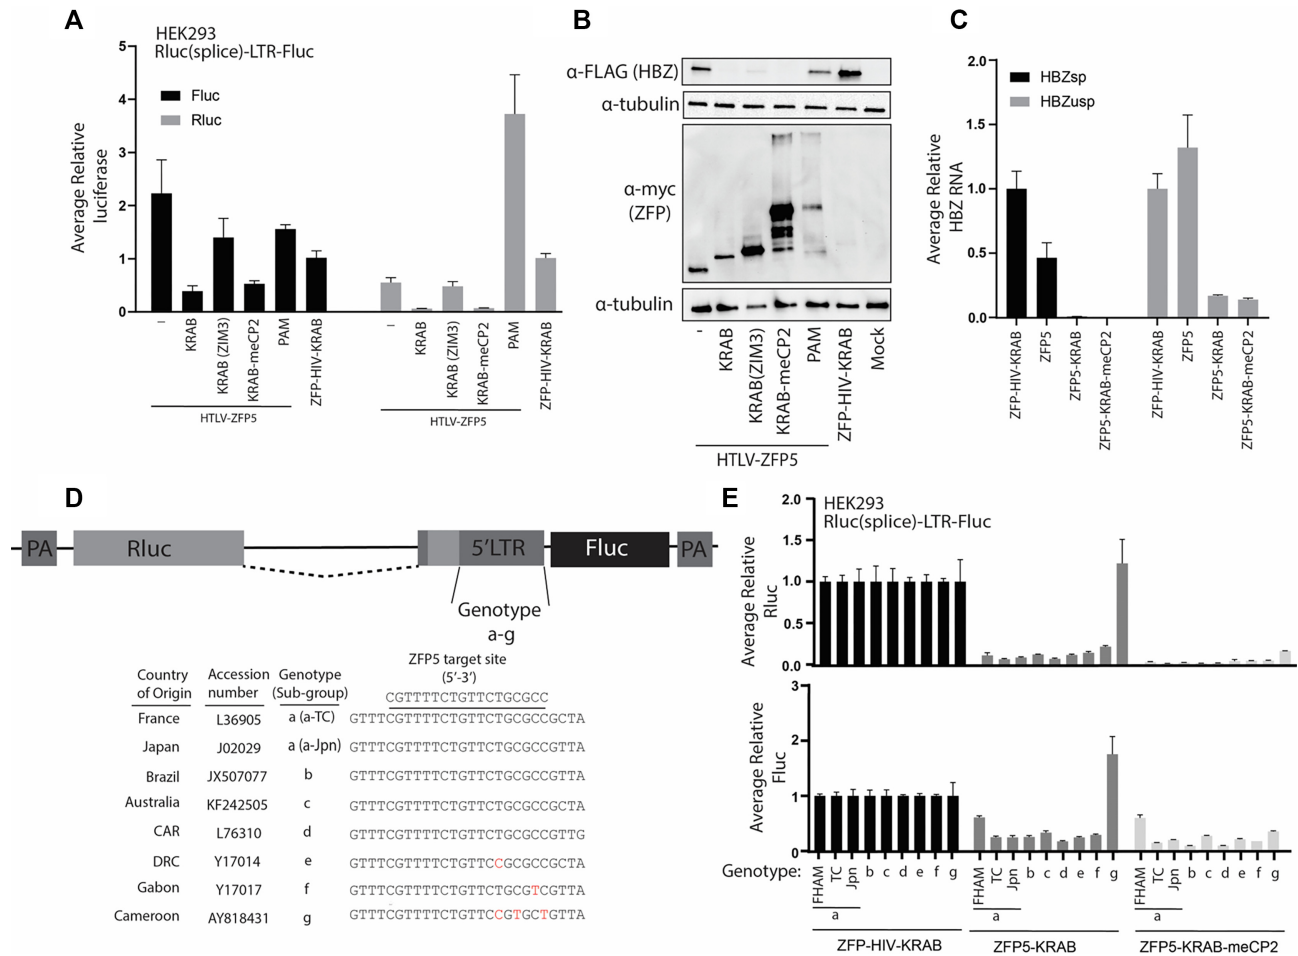 A
HEK293
Rluc(splice)-LTR-Fluc
Fluc
Rluc
Average Relative
luciferase
5
4
3
2
1
0
–
KRAB
KRAB (ZIM3)
KRAB-meCP2
PAM
ZFP-HIV-KRAB
HTLV-ZFP5
–
KRAB
KRAB (ZIM3)
KRAB-meCP2
PAM
ZFP-HIV-KRAB
HTLV-ZFP5
B
α-FLAG (HBZ)
α-tubulin
α-myc
(ZFP)
α-tubulin
-
KRAB
KRAB(ZIM3)
KRAB-meCP2
PAM
ZFP-HIV-KRAB
Mock
HTLV-ZFP5
C
HBZsp
HBZusp
Average Relative
HBZ RNA
2.0
1.5
1.0
0.5
0.0
ZFP-HIV-KRAB
ZFP5
ZFP5-KRAB
ZFP5-KRAB-meCP2
ZFP-HIV-KRAB
ZFP5
ZFP5-KRAB
ZFP5-KRAB-meCP2
D
PA
Rluc
5'LTR
Fluc
PA
Genotype
a-g
ZFP5 target site
(5'-3')
Country
of Origin
Accession
number
Genotype
(Sub-group)
CGTTTTCTGTTCTGCGCC
France L36905 a (a-TC) GTTTCGTTTTCTGTTCTGCGCCGCTA
Japan J02029 a (a-Jpn) GTTTCGTTTTCTGTTCTGCGCCGTTA
Brazil JX507077 b GTTTCGTTTTCTGTTCTGCGCCGTTA
Australia KF242505 c GTTTCGTTTTCTGTTCTGCGCCGCTA
CAR L76310 d GTTTCGTTTTCTGTTCTGCGCCGTTG
DRC Y17014 e GTTTCGTTTTCTGTTCCGCGCCGCTA
Gabon Y17017 f GTTTCGTTTTCTGTTCTGCGTCGTTA
Cameroon AY818431 g GTTTCGTTTTCTGTTCCGTGCTGTTA
E
HEK293
Rluc(splice)-LTR-Fluc
Average Relative
Rluc
2.0
1.5
1.0
0.5
0.0
Average Relative
Fluc
3
2
1
0
Genotype:
FHAM TC Jpn b c d e f g
a
ZFP-HIV-KRAB
FHAM TC Jpn b c d e f g
a
ZFP5-KRAB
FHAM TC Jpn b c d e f g
a
ZFP5-KRAB-meCP2